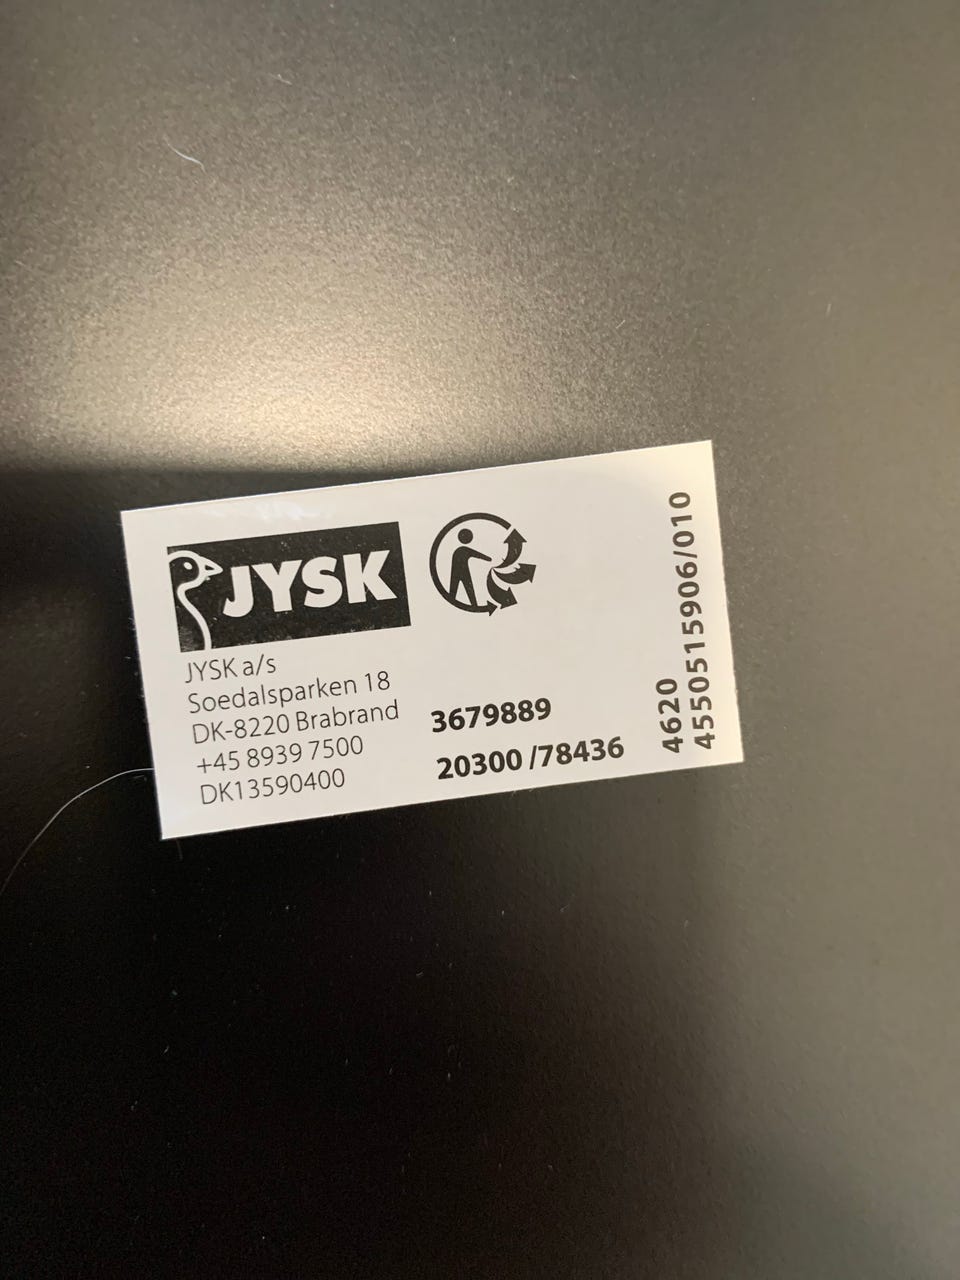 JYSK
JYSK a/s
Soedalsparken 18
DK-8220 Brabrand
+45 8939 7500
DK13590400
3679889
20300 /78436
4620
4550515906/010